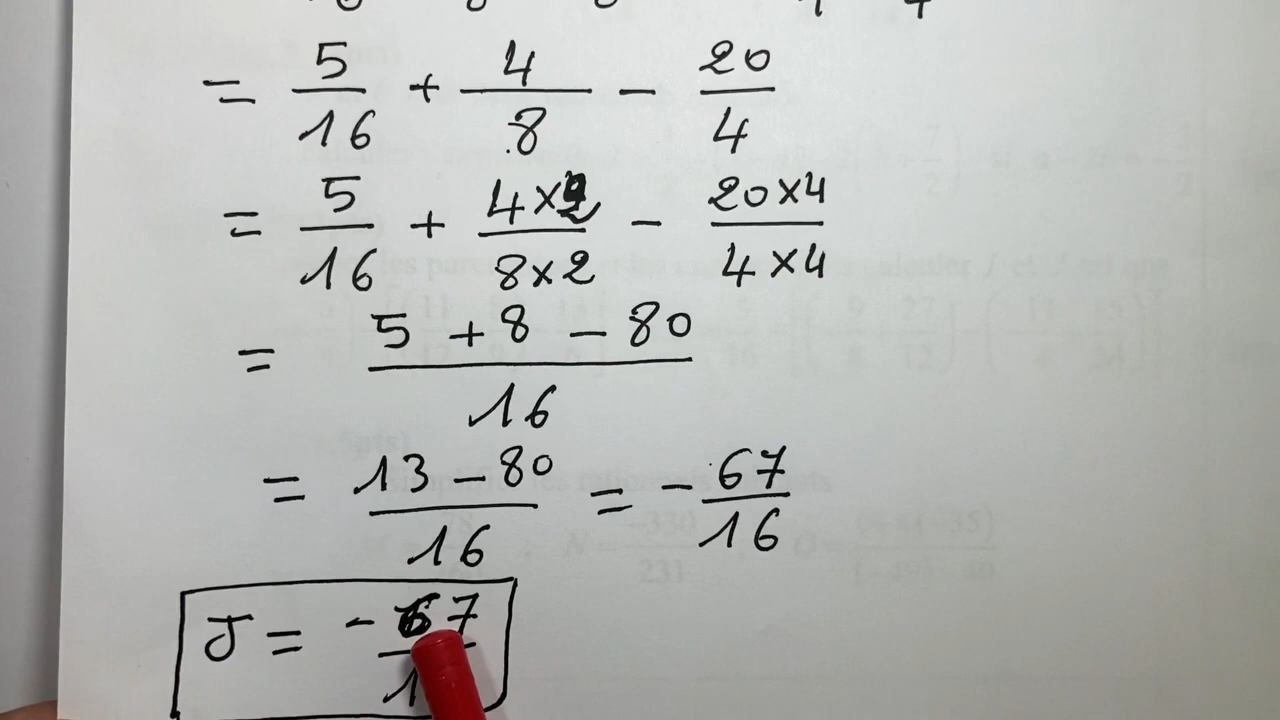 = 5/16 + 4/8 - 20/4
= 5/16 + 4×2/8×2 - 20×4/4×4
= 5 + 8 - 80/16
= 13 - 80/16 = - 67/16
J = - 67/1